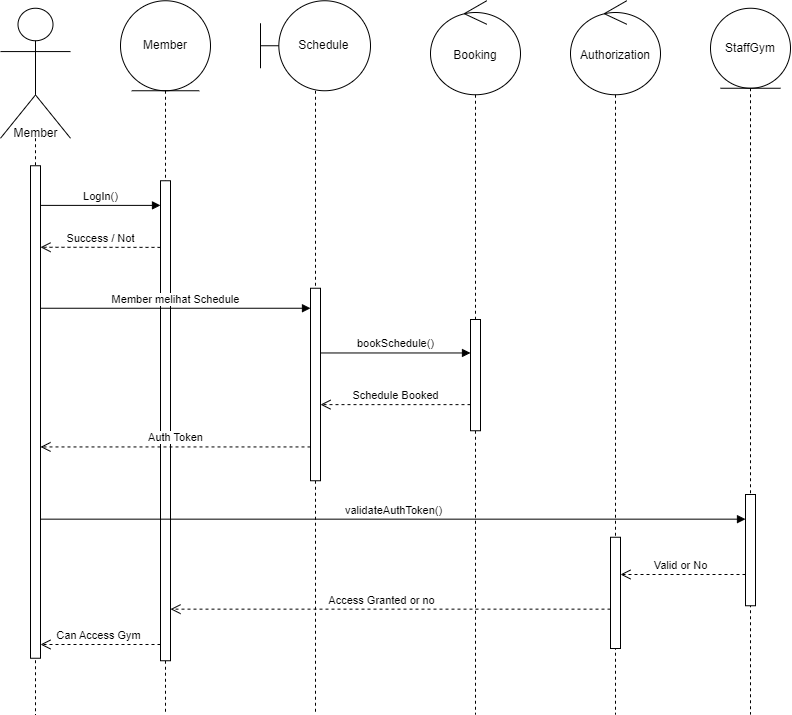 Member
Member
Schedule
Booking
Authorization
StaffGym
LogIn()
Success / Not
Member melihat Schedule
bookSchedule()
Schedule Booked
Auth Token
validateAuthToken()
Valid or No
Access Granted or no
Can Access Gym